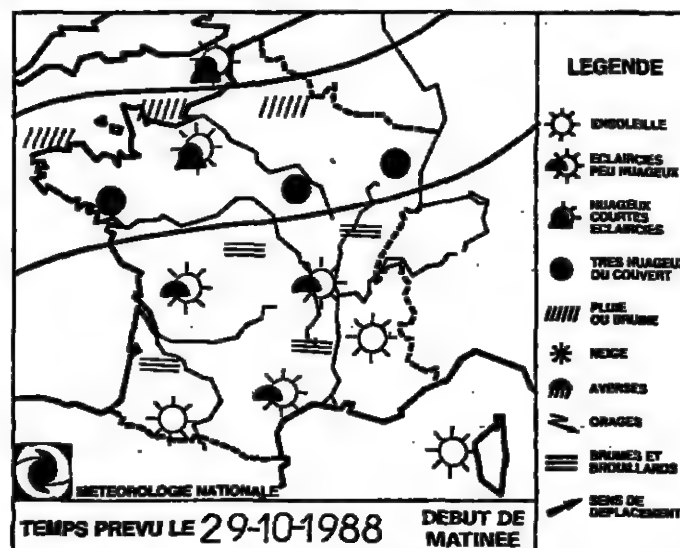 LEGENDE
ENSOLEILLE
ECLAIRCIES
PEU NUAGEUX
NUAGEUX
COURTES
ECLAIRCIES
TRES NUAGEUX
OU COUVERT
PLUIE
OU BRUINE
NEIGE
AVERSES
ORAGES
BRUMES ET
BROUILLARDS
SENS DE
DEPLACEMENT
METEOROLOGIE NATIONALE
TEMPS PREVU LE 29-10-1988 DEBUT DE
MATINEE